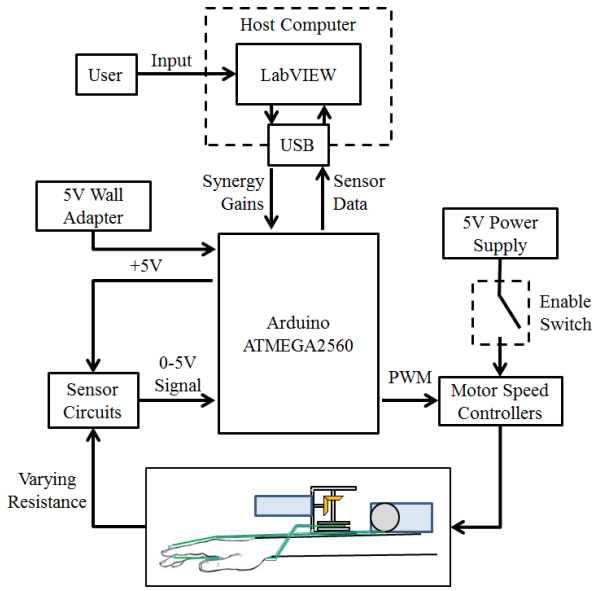 Host Computer
User
Input
LabVIEW
USB
Synergy
Gains
Sensor
Data
5V Wall
Adapter
5V Power
Supply
+5V
Enable
Switch
Arduino
ATMEGA2560
0-5V
Signal
PWM
Sensor
Circuits
Motor Speed
Controllers
Varying
Resistance